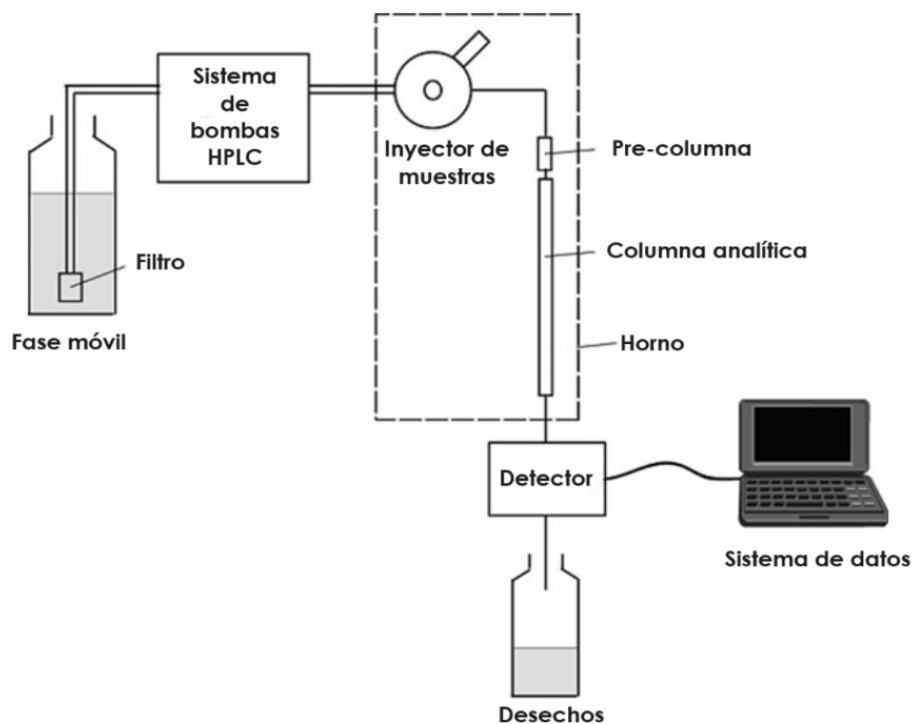 Sistema
de
bombas
HPLC
Inyector de
muestras
Pre-columna
Filtro
Columna analítica
Fase móvil
Horno
Detector
Sistema de datos
Desechos